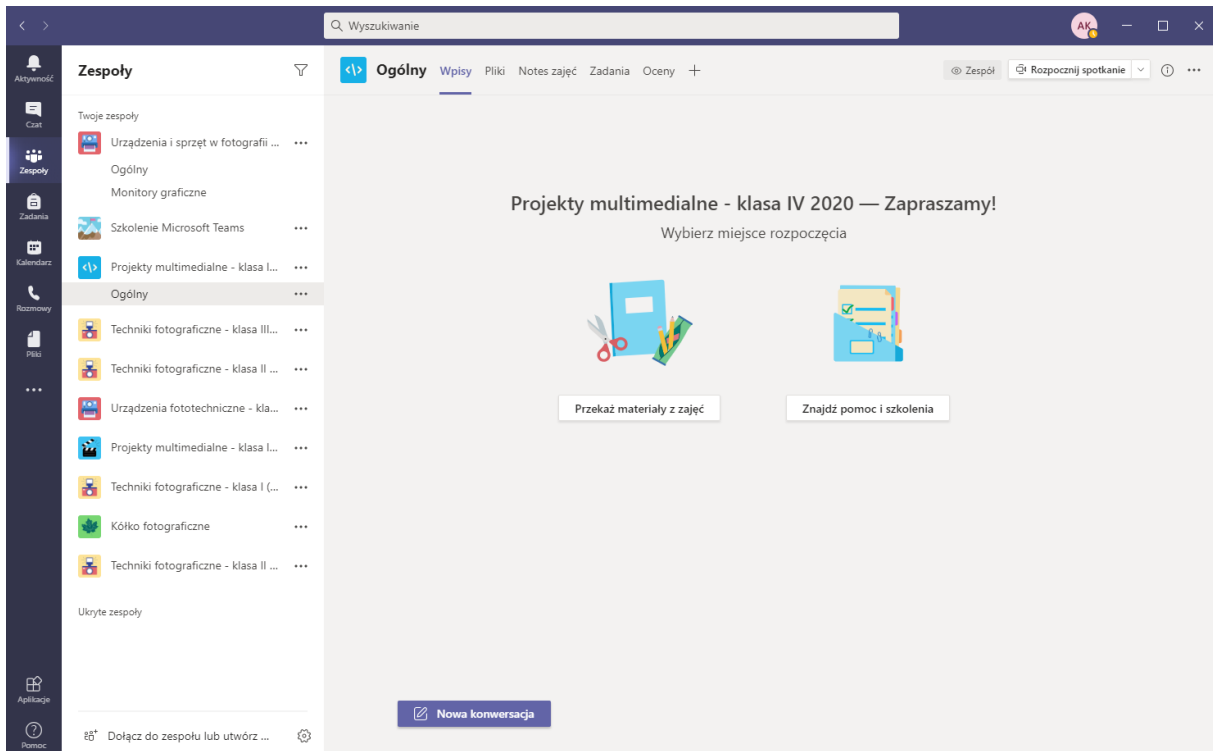 Wyszukiwanie
AK
Aktywność
Czat
Zespoły
Zadania
Kalendarz
Rozmowy
Pliki
Aplikacje
Pomoc
Zespoły
Twoje zespoły
Urządzenia i sprzęt w fotografii ...
Ogólny
Monitory graficzne
Szkolenie Microsoft Teams
Projekty multimedialne - klasa I...
Ogólny
Techniki fotograficzne - klasa III...
Techniki fotograficzne - klasa II ...
Urządzenia fototechniczne - kla...
Projekty multimedialne - klasa I...
Techniki fotograficzne - klasa I (...
Kółko fotograficzne
Techniki fotograficzne - klasa II ...
Ukryte zespoły
Dołącz do zespołu lub utwórz ...
Ogólny Wpisy Pliki Notes zajęć Zadania Oceny
Zespół Rozpocznij spotkanie
Projekty multimedialne - klasa IV 2020 — Zapraszamy!
Wybierz miejsce rozpoczęcia
Przekaż materiały z zajęć
Znajdź pomoc i szkolenia
Nowa konwersacja